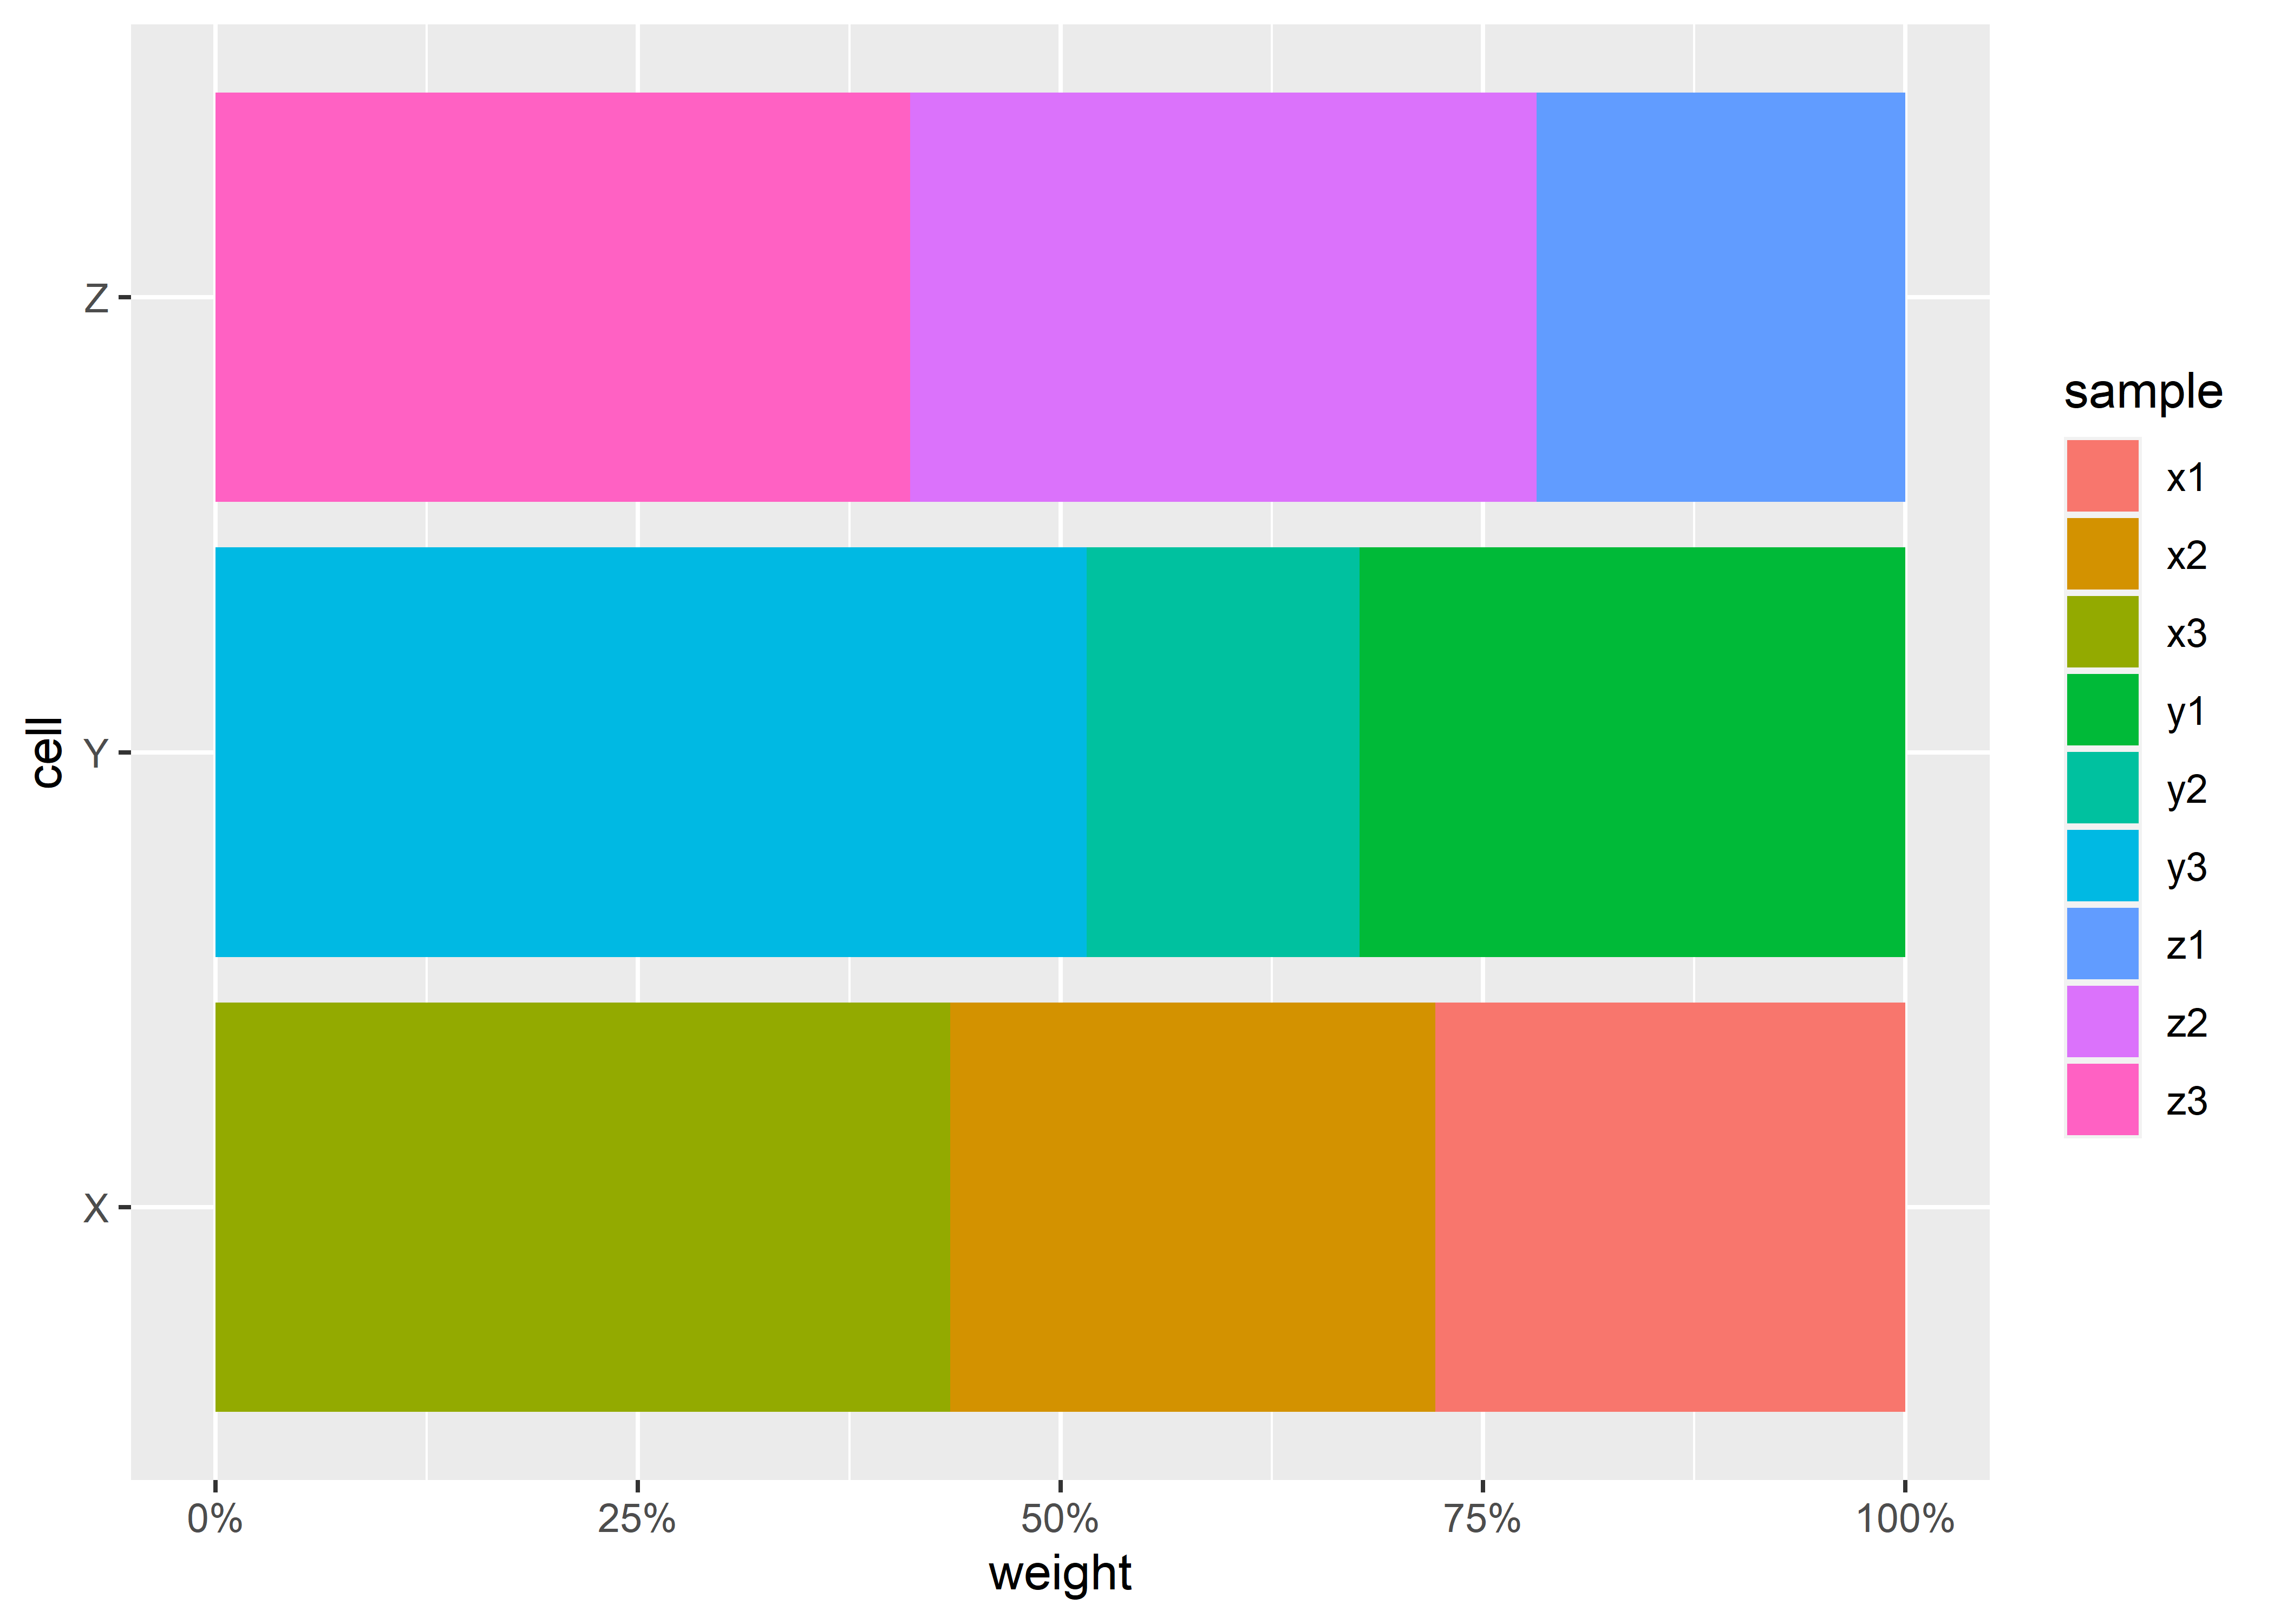 cell
Z
Y
X
0% 25% 50% 75% 100%
weight
sample
x1
x2
x3
y1
y2
y3
z1
z2
z3